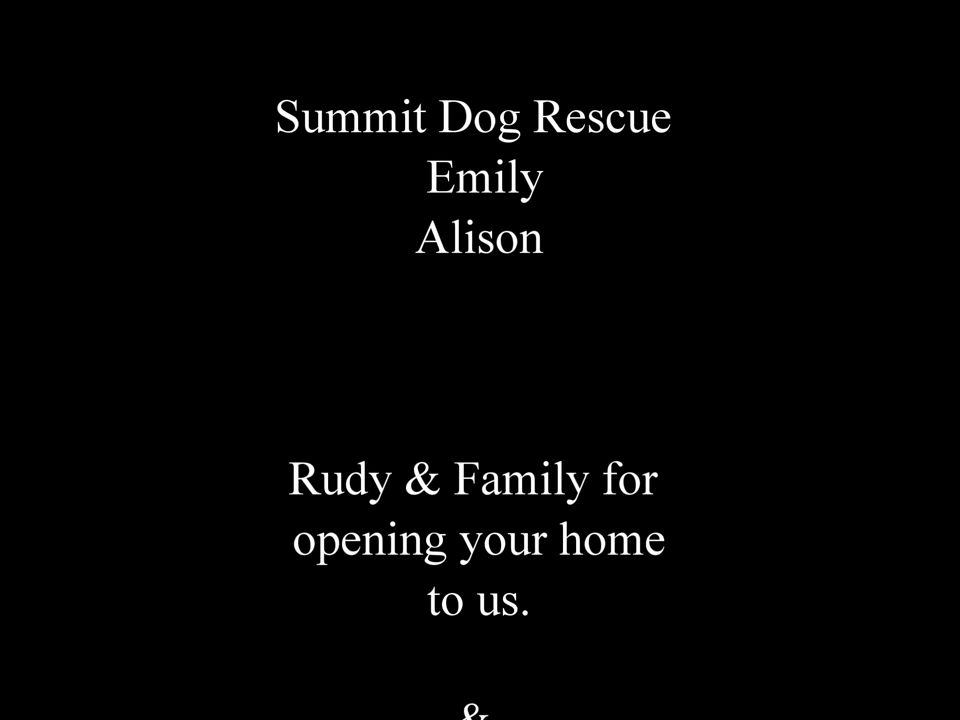 Summit Dog Rescue
Emily
Alison
Rudy & Family for
opening your home
to us.
&